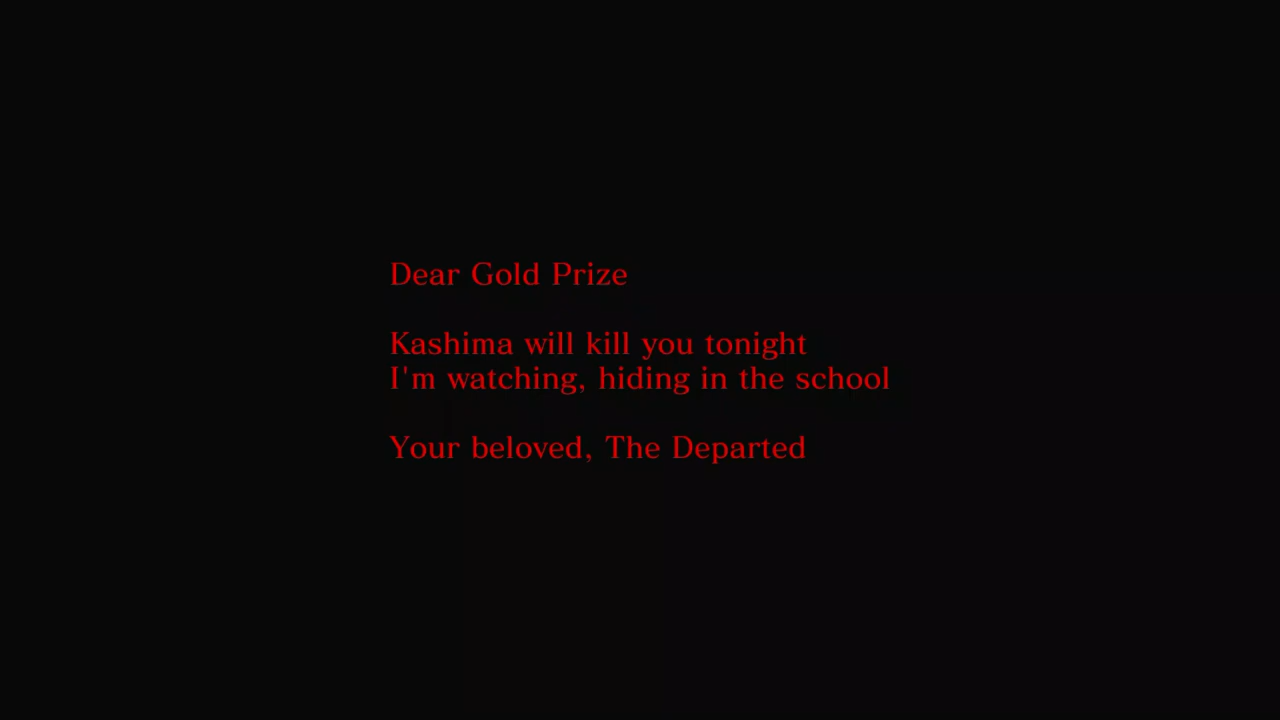 Dear Gold Prize
Kashima will kill you tonight
I'm watching, hiding in the school
Your beloved, The Departed